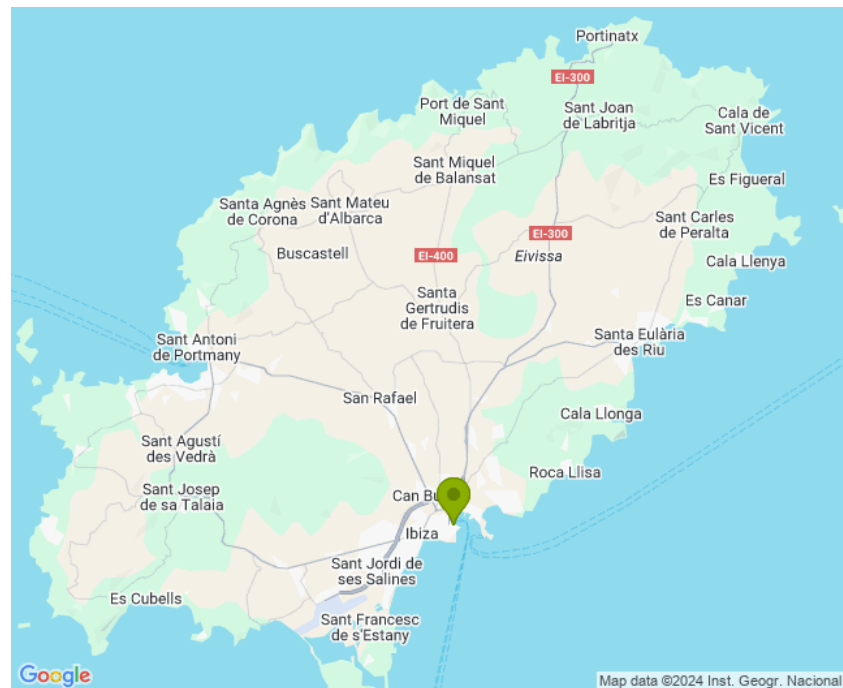 Portinatx
EI-300
Port de Sant
Miquel
Sant Joan
de Labritja
Cala de
Sant Vicent
Sant Miquel
de Balansat
Es Figueral
Santa Agnès
de Corona
Sant Mateu
d'Albarca
Sant Carles
de Peralta
EI-300
Buscastell
EI-400
Eivissa
Cala Llenya
Santa
Gertrudis
de Fruitera
Es Canar
Sant Antoni
de Portmany
Santa Eulària
des Riu
San Rafael
Cala Llonga
Sant Agustí
des Vedrà
Roca Llisa
Sant Josep
de sa Talaia
Can Bu
Ibiza
Sant Jordi de
ses Salines
Es Cubells
Sant Francesc
de s'Estany
Google
Map data ©2024 Inst. Geogr. Nacional